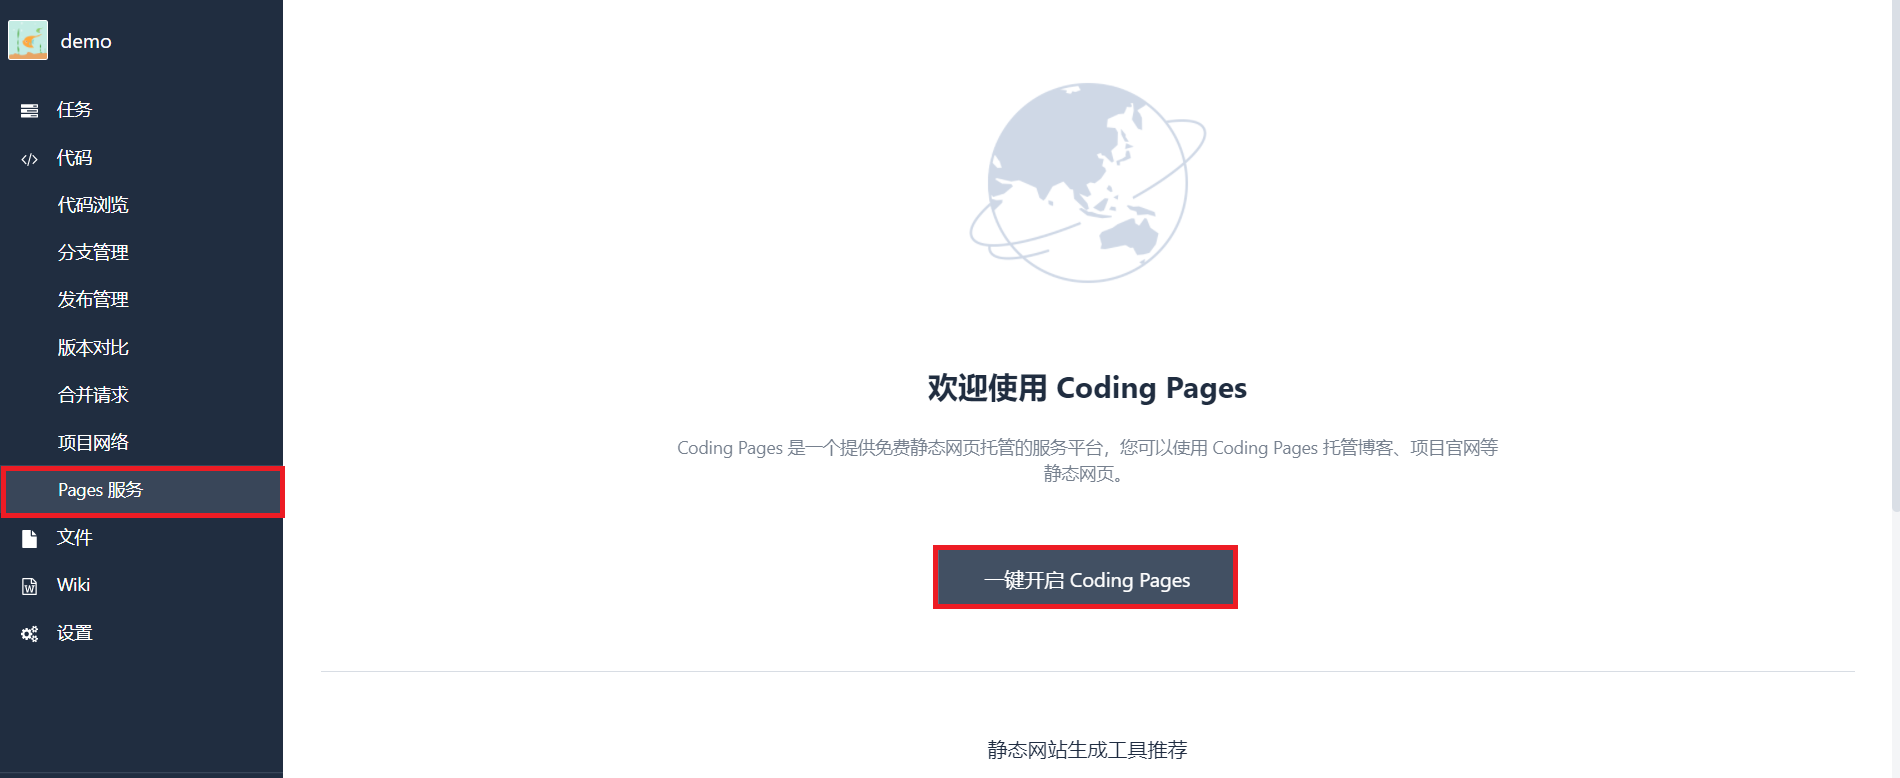 demo
任务
代码
代码浏览
分支管理
发布管理
版本对比
合并请求
项目网络
Pages 服务
文件
Wiki
设置
欢迎使用 Coding Pages
Coding Pages 是一个提供免费静态网页托管的服务平台，您可以使用 Coding Pages 托管博客、项目官网等
静态网页。
一键开启 Coding Pages
静态网站生成工具推荐